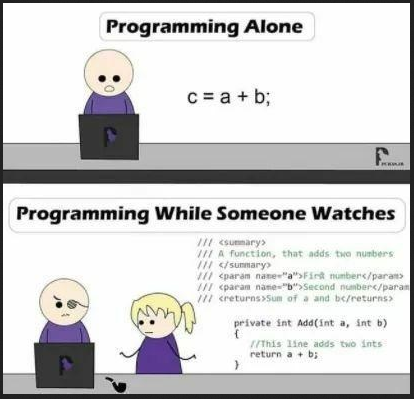 Programming Alone
c = a + b;
Programming While Someone Watches
/// <summary>
/// A function, that adds two numbers
/// </summary>
/// <param name="a">First number</param>
/// <param name="b">Second number</param
/// <returns>Sum of a and b</returns>
private int Add(int a, int b)
{
//This line adds two ints
return a + b;
}